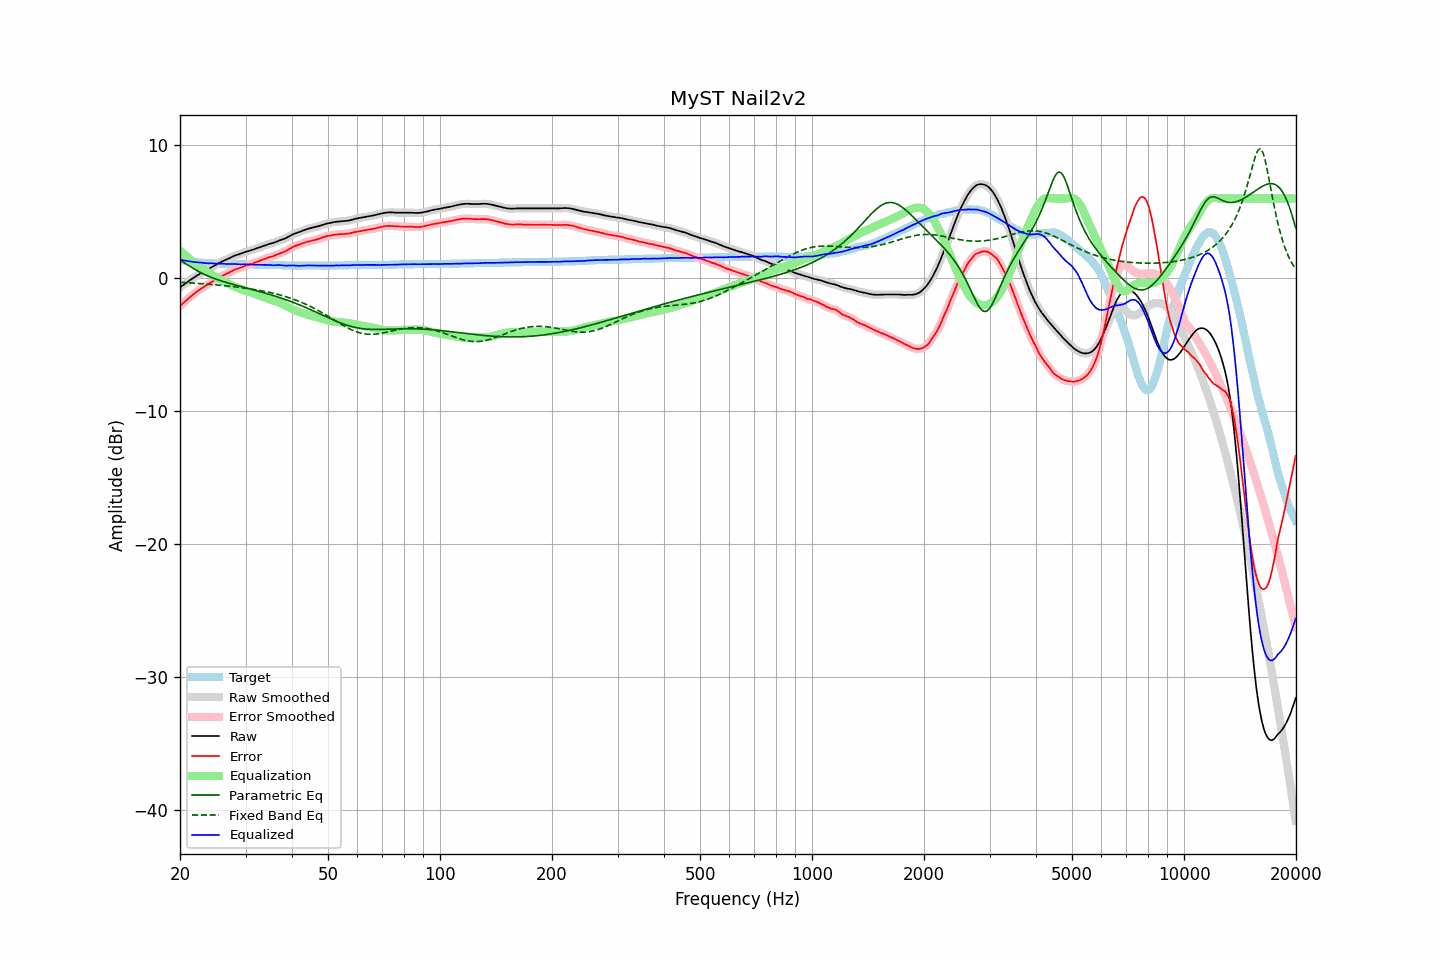 MyST Nail2v2
Amplitude (dBr)
10
0
−10
−20
−30
−40
Target
Raw Smoothed
Error Smoothed
Raw
Error
Equalization
Parametric Eq
Fixed Band Eq
Equalized
20 50 100 200 500 1000 2000 5000 10000 20000
Frequency (Hz)